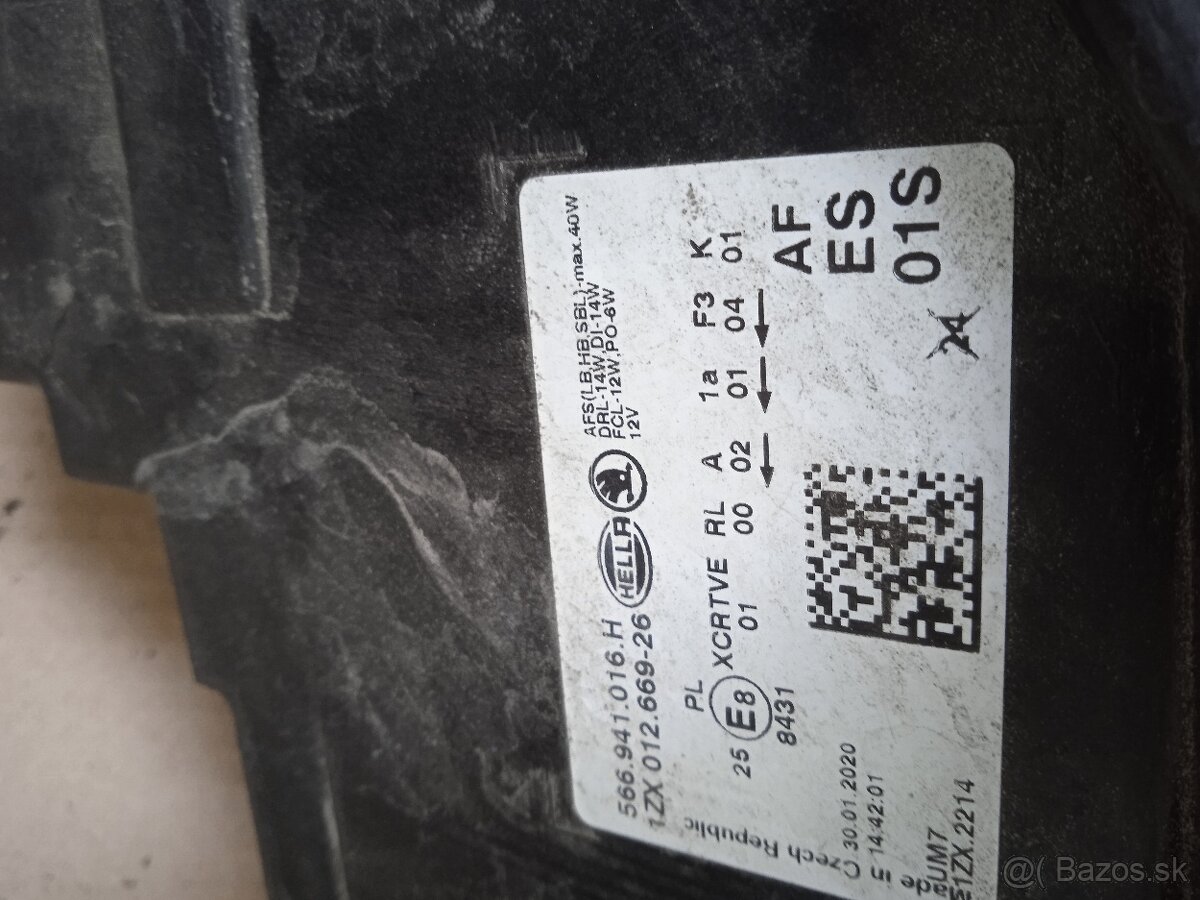 566.941.016.H
1ZX 012.669-26
HELLA
AFS(LB,HB,SBL)-max.40W
DRL-14W,DI-14W
FCL-12W,PO-6W
12V
PL
25 E8 XCRTVE RL A 1a F3 K
8431 01 00 02 01 04 01
AF
ES
01S
24
Made in Czech Republic
30.01.2020
14:42:01
UM7
1ZX.2214
@( Bazos.sk